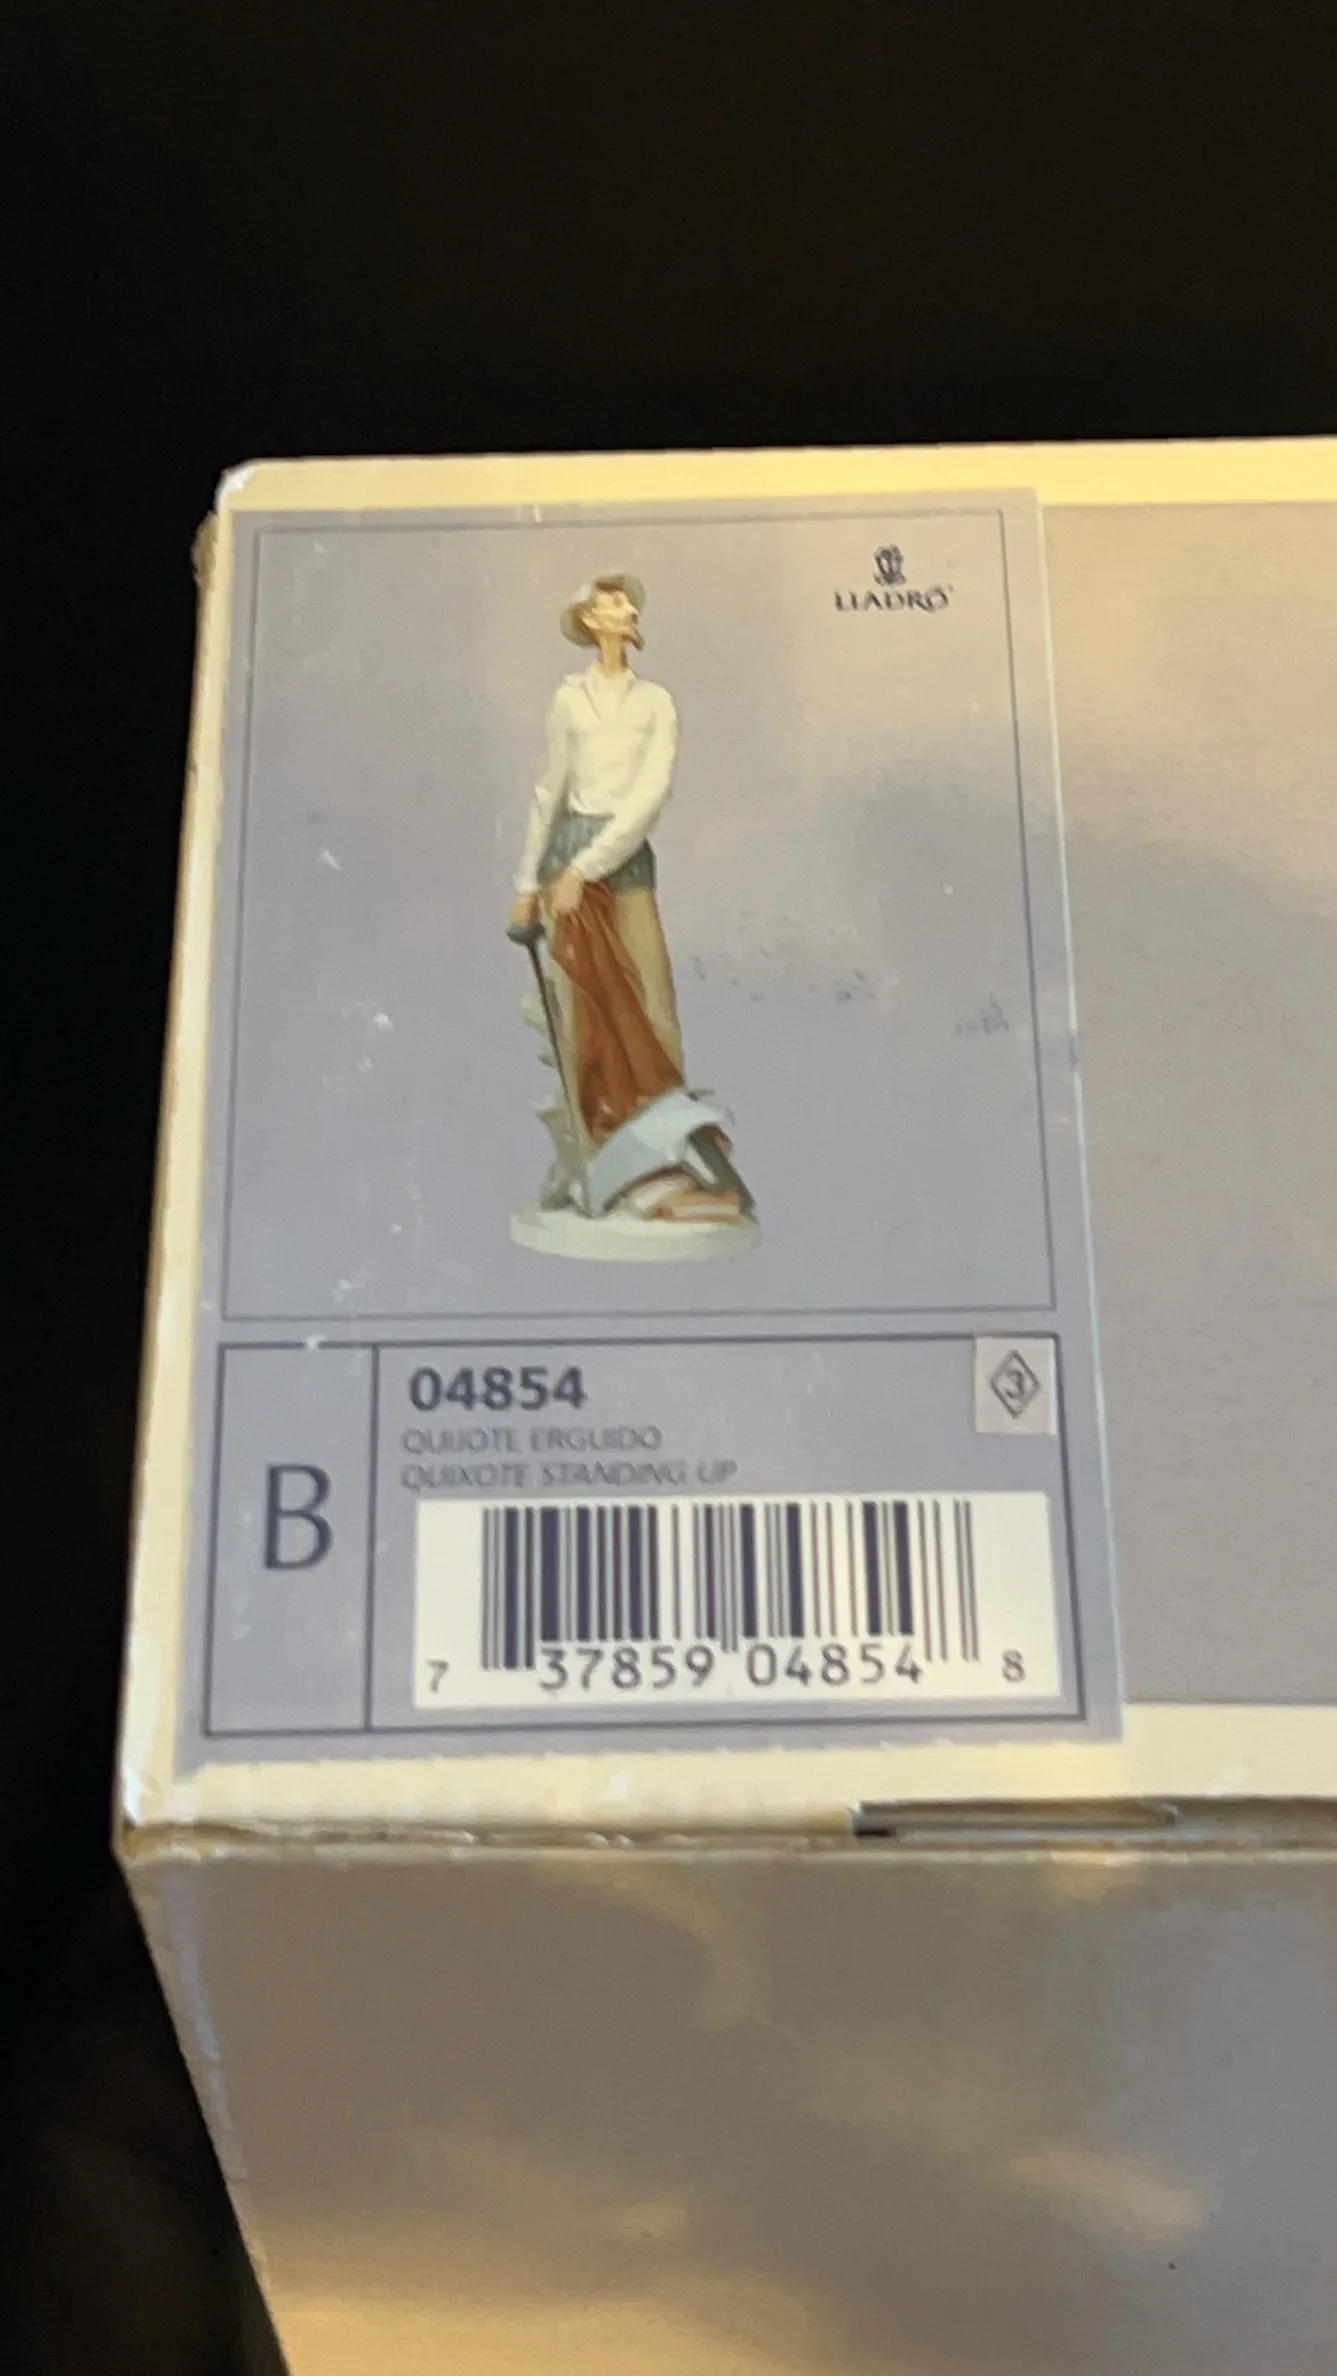 LLADRÓ
04854
3
QUIJOTE ERGUIDO
QUIXOTE STANDING UP
B
7 37859 04854 8